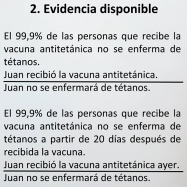 2. Evidencia disponible
El 99,9% de las personas que recibe la
vacuna antitetánica no se enferma de
tétanos.
Juan recibió la vacuna antitetánica.
Juan no se enfermará de tétanos.
El 99,9% de las personas que recibe la
vacuna antitetánica no se enferma de
tétanos a partir de 20 días después de
recibida la vacuna.
Juan recibió la vacuna antitetánica ayer.
Juan no se enfermará de tétanos.